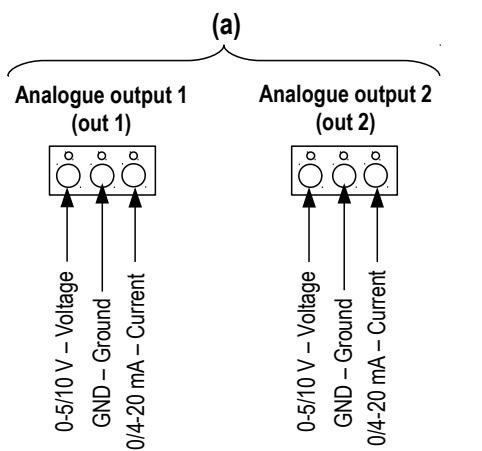 (a)
Analogue output 1
(out 1)
Analogue output 2
(out 2)
0-5/10 V – Voltage
GND – Ground
0/4-20 mA – Current
0-5/10 V – Voltage
GND – Ground
0/4-20 mA – Current